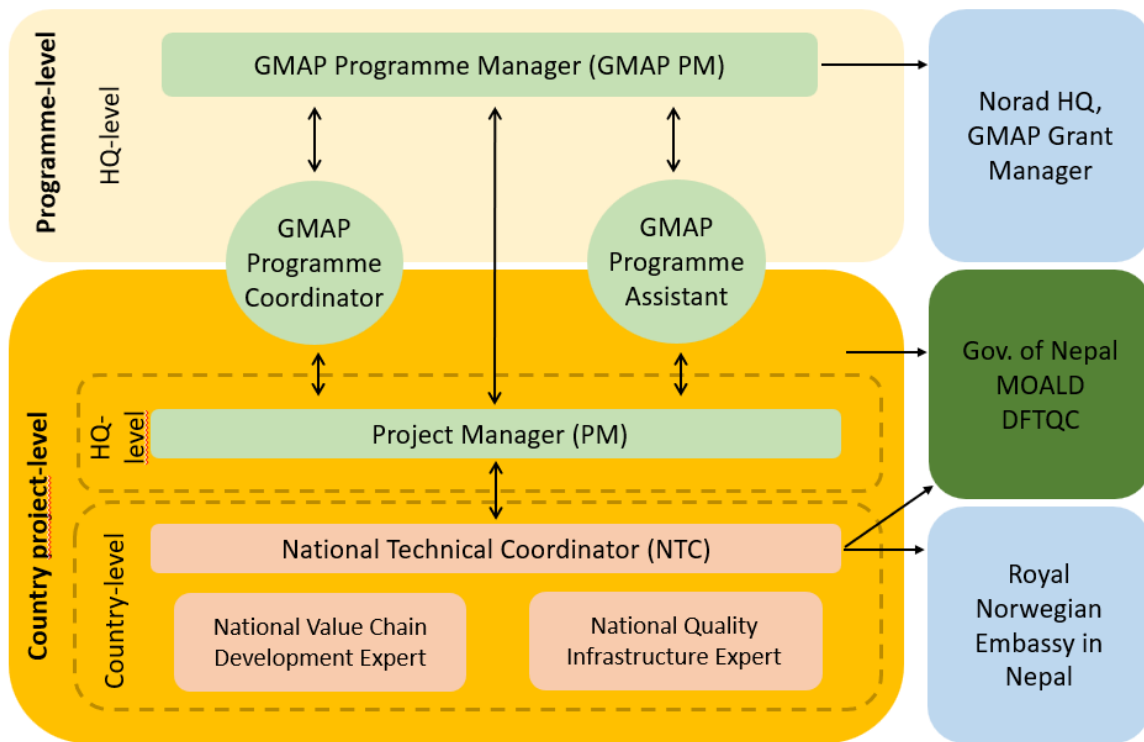 Programme-level
HQ-level
GMAP Programme Manager (GMAP PM)
Norad HQ,
GMAP Grant
Manager
GMAP
Programme
Coordinator
GMAP
Programme
Assistant
Country project-level
HQ-
level
Project Manager (PM)
Gov. of Nepal
MOALD
DFTQC
Country-level
National Technical Coordinator (NTC)
National Value Chain
Development Expert
National Quality
Infrastructure Expert
Royal
Norwegian
Embassy in
Nepal